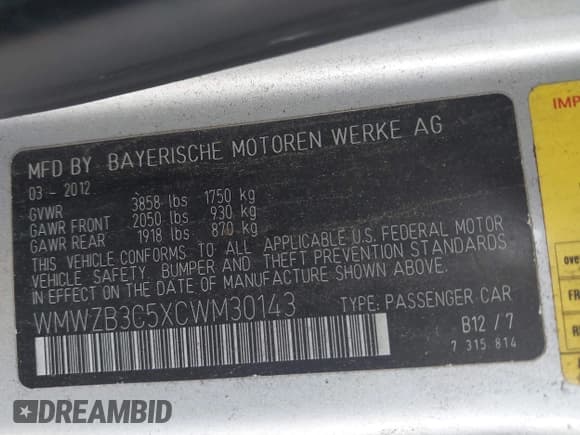 MFD BY BAYERISCHE MOTOREN WERKE AG
03 - 2012
GVWR 3858 lbs 1750 kg
GAWR FRONT 2050 lbs 930 kg
GAWR REAR 1918 lbs 870 kg
THIS VEHICLE CONFORMS TO ALL APPLICABLE U.S. FEDERAL MOTOR
VEHICLE SAFETY, BUMPER AND THEFT PREVENTION STANDARDS
IN EFFECT ON THE DATE OF MANUFACTURE SHOWN ABOVE.
WMWZB3C5XCWM30143 TYPE: PASSENGER CAR
B12 / 7
7 315 814
IMP
ove
FR
R
DREAMBID